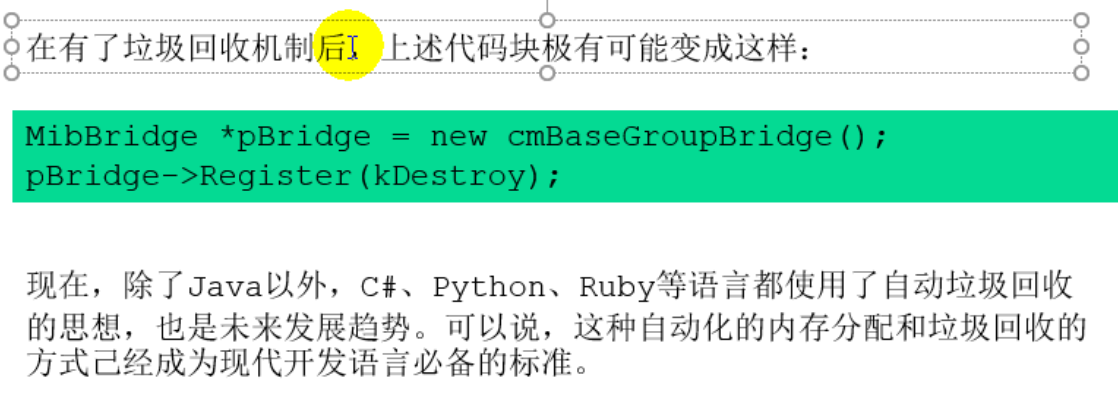 在有了垃圾回收机制后，上述代码块极有可能变成这样：
MibBridge *pBridge = new cmBaseGroupBridge();
pBridge->Register(kDestroy);
现在，除了Java以外，C#、Python、Ruby等语言都使用了自动垃圾回收
的思想，也是未来发展趋势。可以说，这种自动化的内存分配和垃圾回收的
方式己经成为现代开发语言必备的标准。